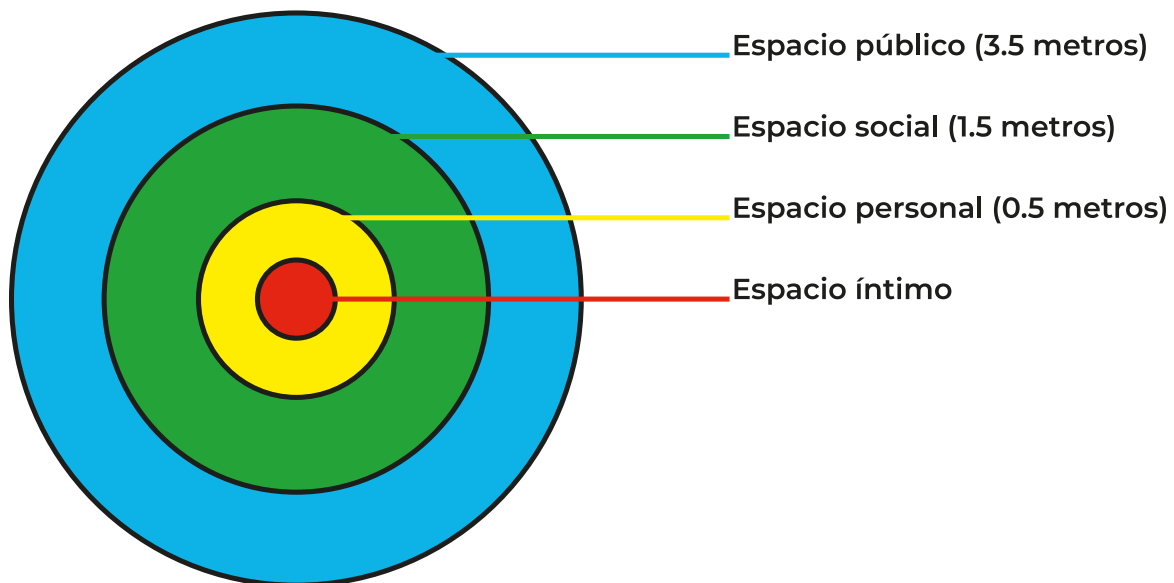 Espacio público (3.5 metros)
Espacio social (1.5 metros)
Espacio personal (0.5 metros)
Espacio íntimo